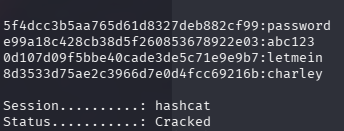 5f4dcc3b5aa765d61d8327deb882cf99:password
e99a18c428cb38d5f260853678922e03:abc123
0d107d09f5bbe40cade3de5c71e9e9b7:letmein
8d3533d75ae2c3966d7e0d4fcc69216b:charley

Session..........: hashcat
Status...........: Cracked